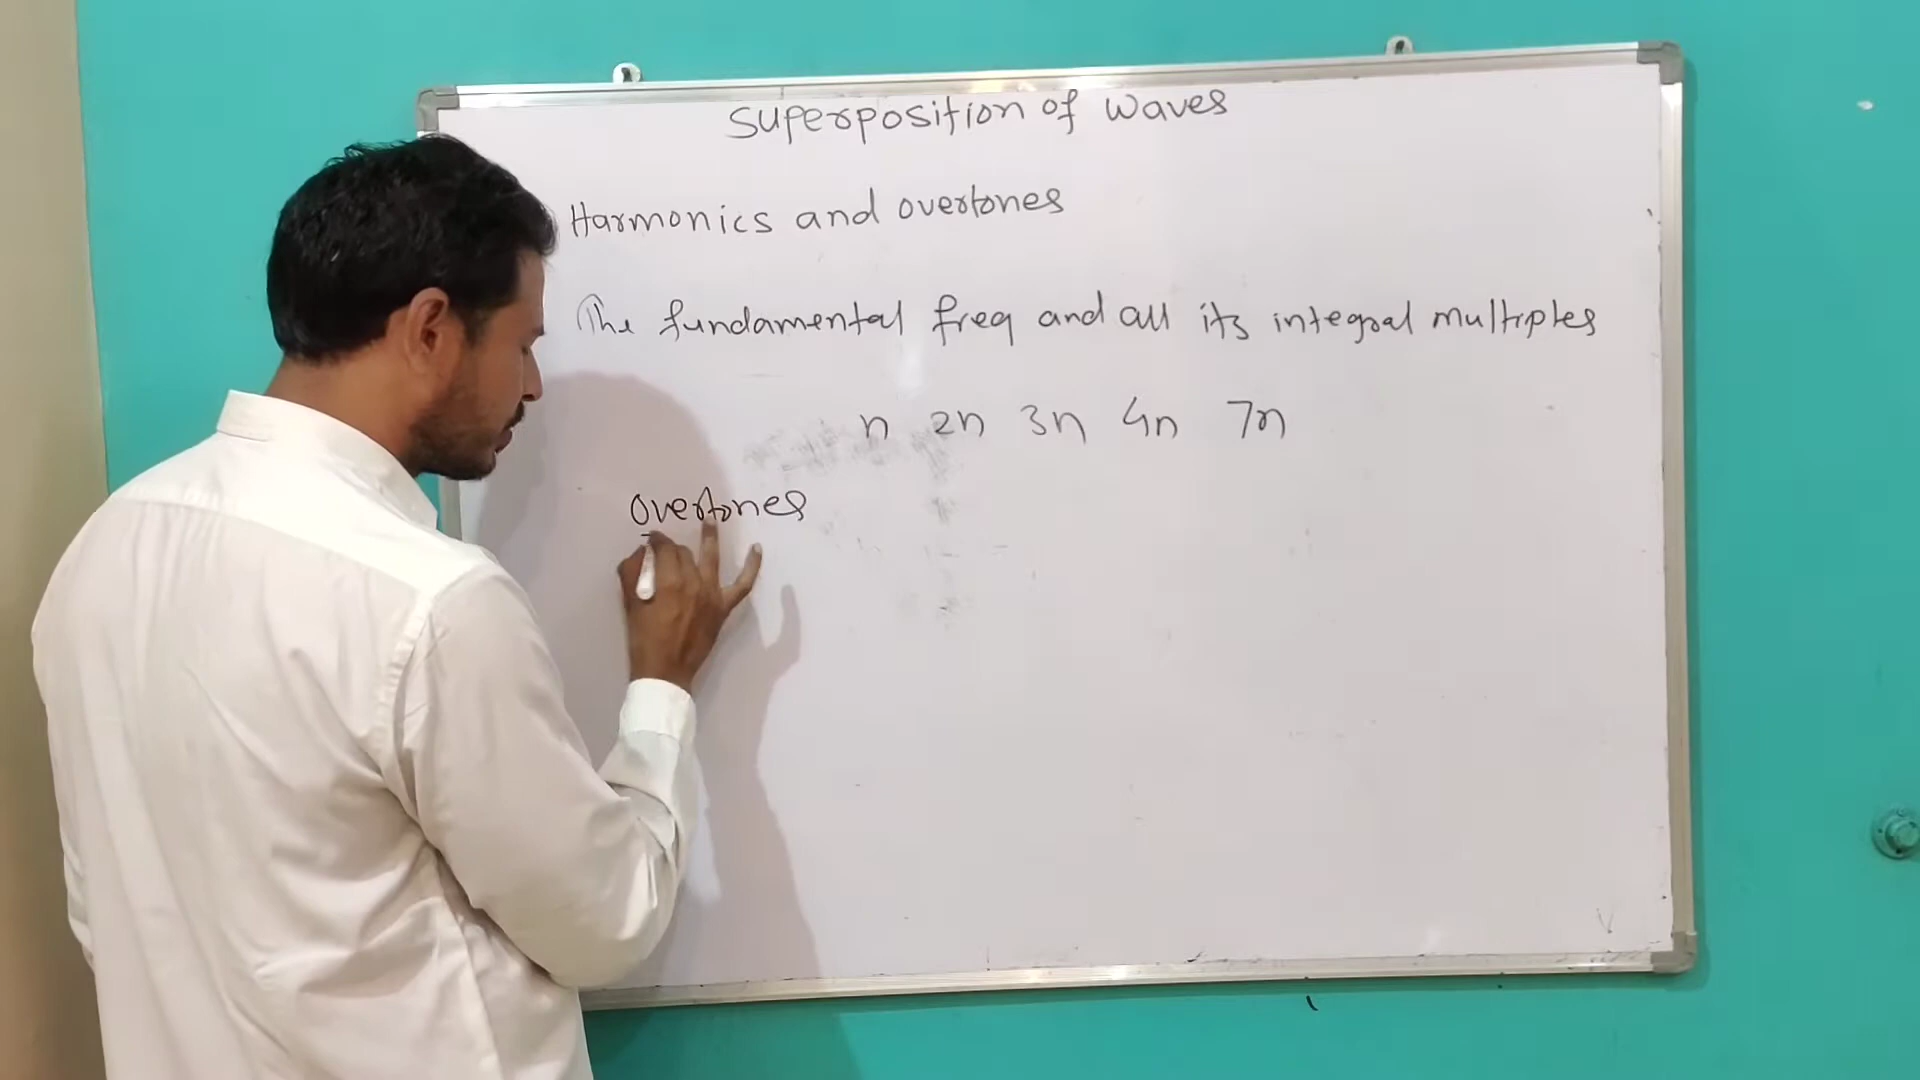 Superposition of waves
Harmonics and overtones
The fundamental freq and all its integral multiples
n 2n 3n 4n 7n
overtones